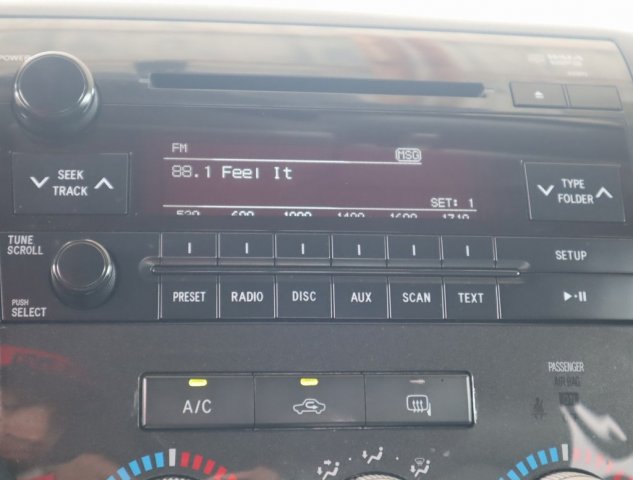 POWER
FM MSG
SEEK TRACK
88.1 Feel It
TYPE FOLDER
SET: 1
TUNE SCROLL
SETUP
PUSH SELECT
PRESET RADIO DISC AUX SCAN TEXT
A/C
PASSENGER
AIR BAG